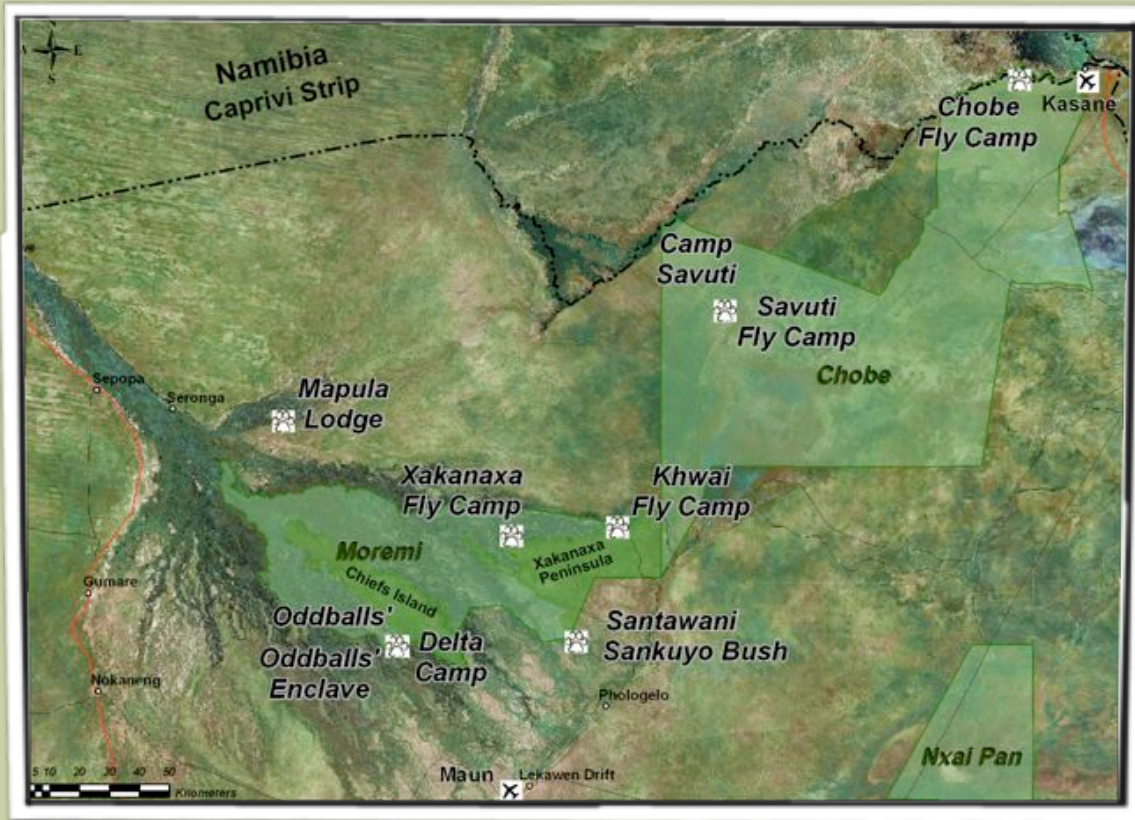 N
E
S
Namibia
Caprivi Strip
Chobe
Fly Camp
Kasane
Camp
Savuti
Savuti
Fly Camp
Chobe
Sepopa
Seronga
Mapula
Lodge
Xakanaxa
Fly Camp
Khwai
Fly Camp
Moremi
Chiefs Island
Xakanaxa
Peninsula
Gumare
Oddballs'
Oddballs'
Enclave
Delta
Camp
Santawani
Sankuyo Bush
Nokaneng
Phologelo
Nxai Pan
Maun
Lekawen Drift
5 10 20 30 40 50
Kilometers